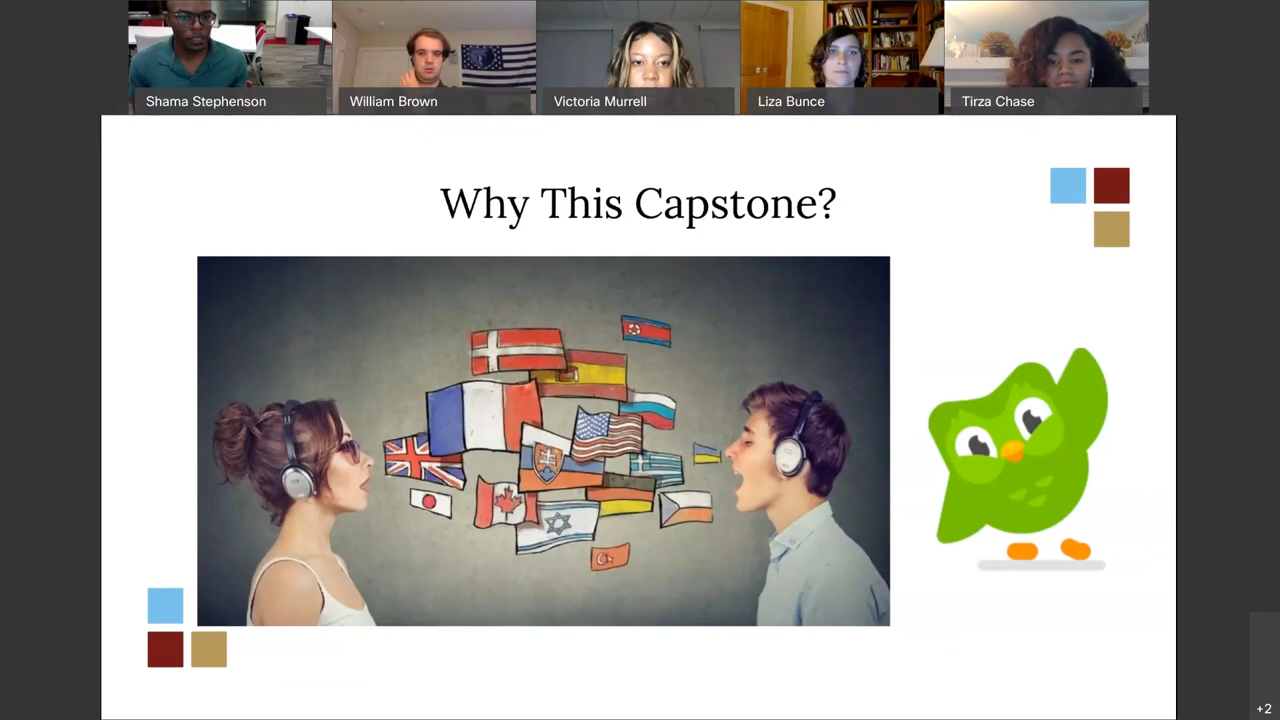 Shama Stephenson
William Brown
Victoria Murrell
Liza Bunce
Tirza Chase
Why This Capstone?
+2